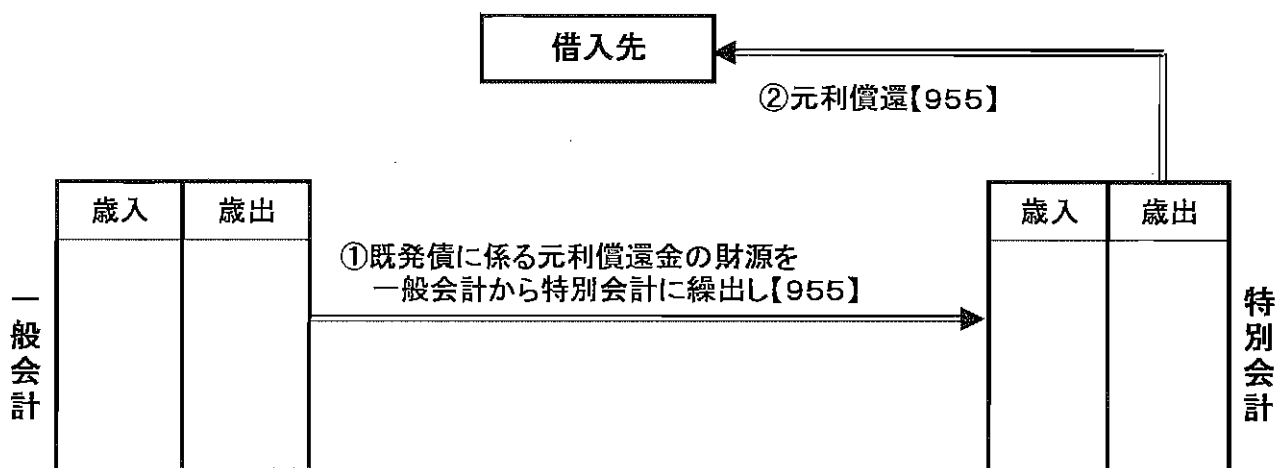 借入先
②元利償還【955】
歳入 歳出
歳入 歳出
①既発債に係る元利償還金の財源を
一般会計から特別会計に繰出し【955】
一般会計
特別会計